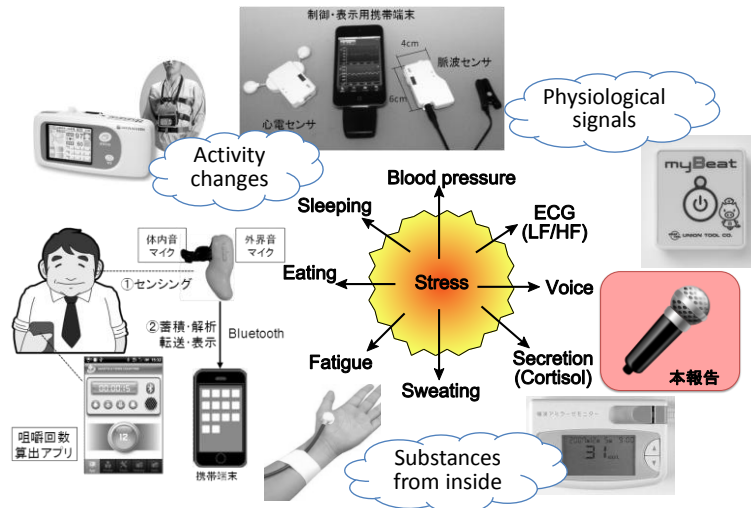 制御・表示用携帯端末
4cm
脈波センサ
6cm
心電センサ
Physiological
signals
Activity
changes
myBeat
UNION TOOL CO.
Blood pressure
Sleeping
ECG
(LF/HF)
体内音
マイク
外界音
マイク
①センシング
Eating
Stress
Voice
②蓄積・解析
転送・表示
Bluetooth
Fatigue
Secretion
(Cortisol)
Sweating
本報告
咀嚼回数
算出アプリ
12
携帯端末
31
Substances
from inside